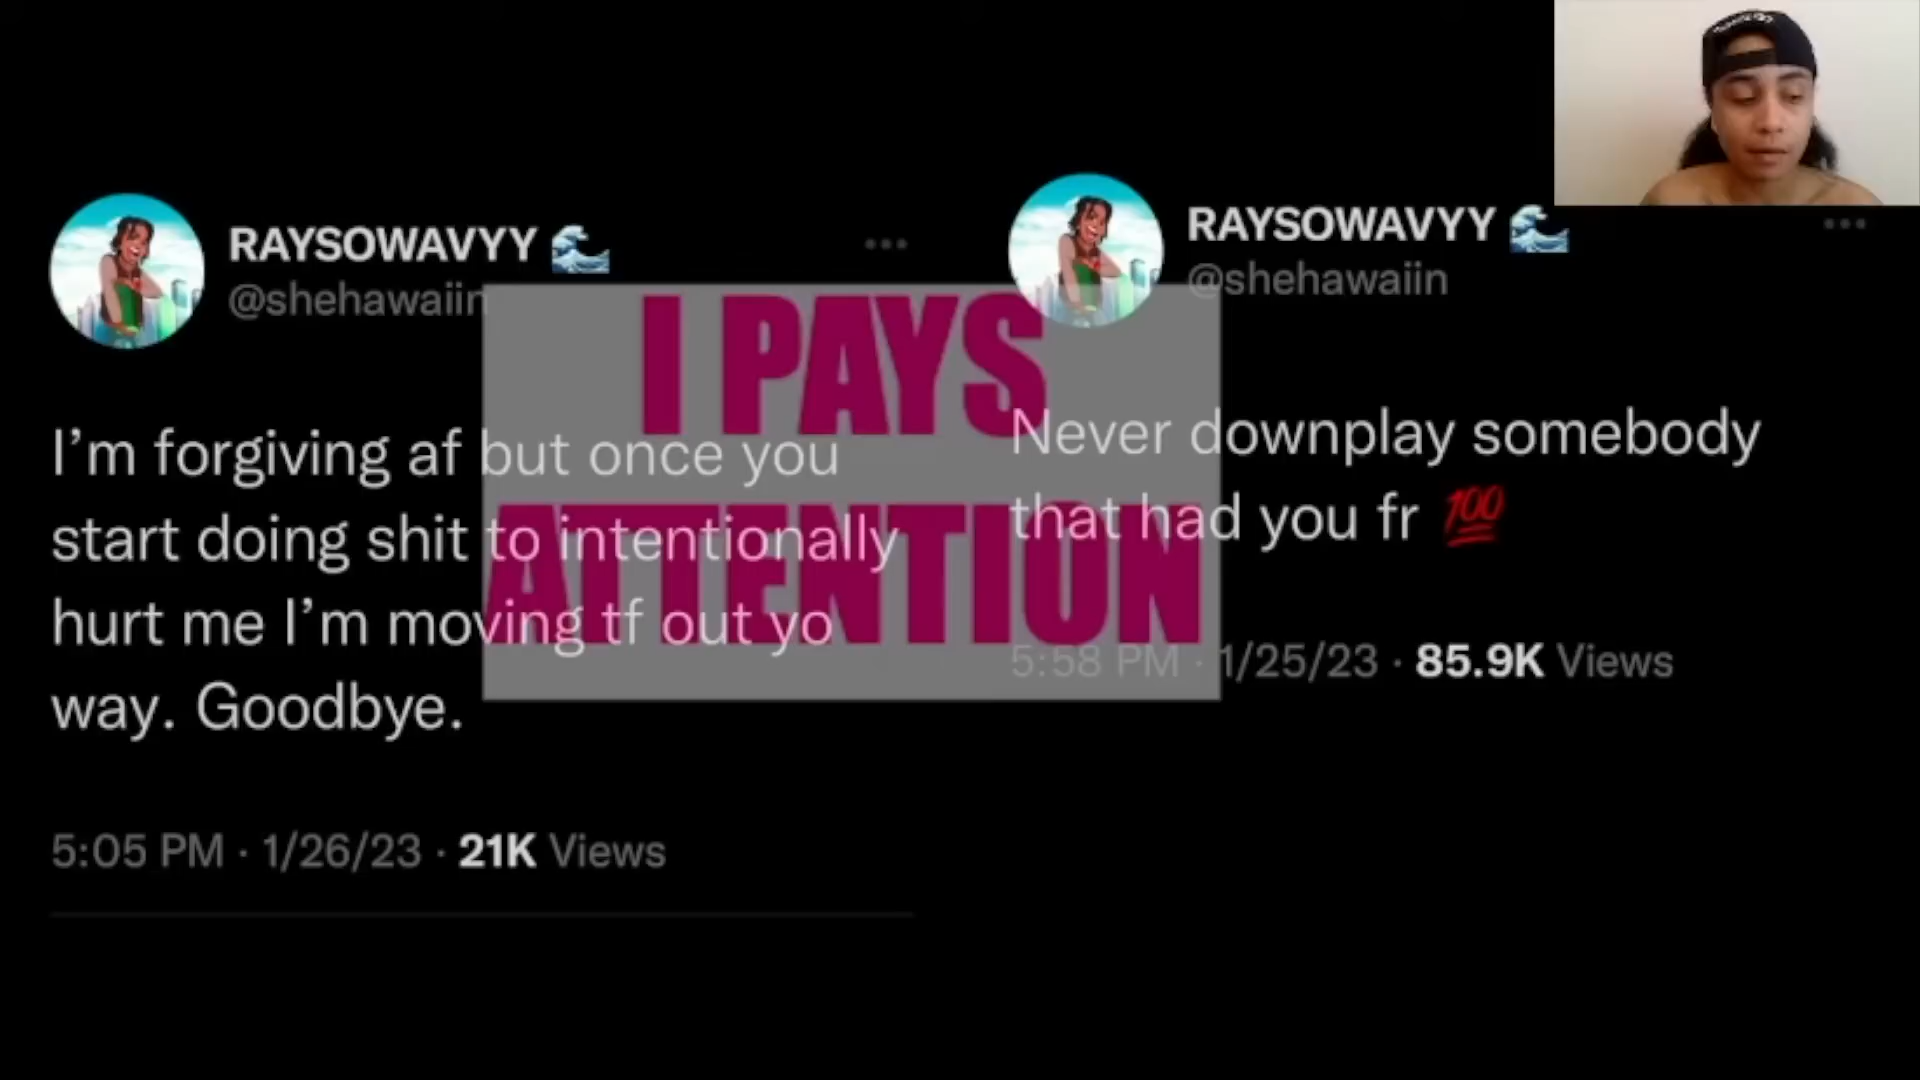 RAYSOWAVYY 🌊
@shehawaiin
I’m forgiving af but once you
start doing shit to intentionally
hurt me I’m moving tf out yo
way. Goodbye.
5:05 PM · 1/26/23 · 21K Views
I PAYS
ATTENTION
RAYSOWAVYY 🌊
@shehawaiin
Never downplay somebody
that had you fr 💯
5:58 PM · 1/25/23 · 85.9K Views